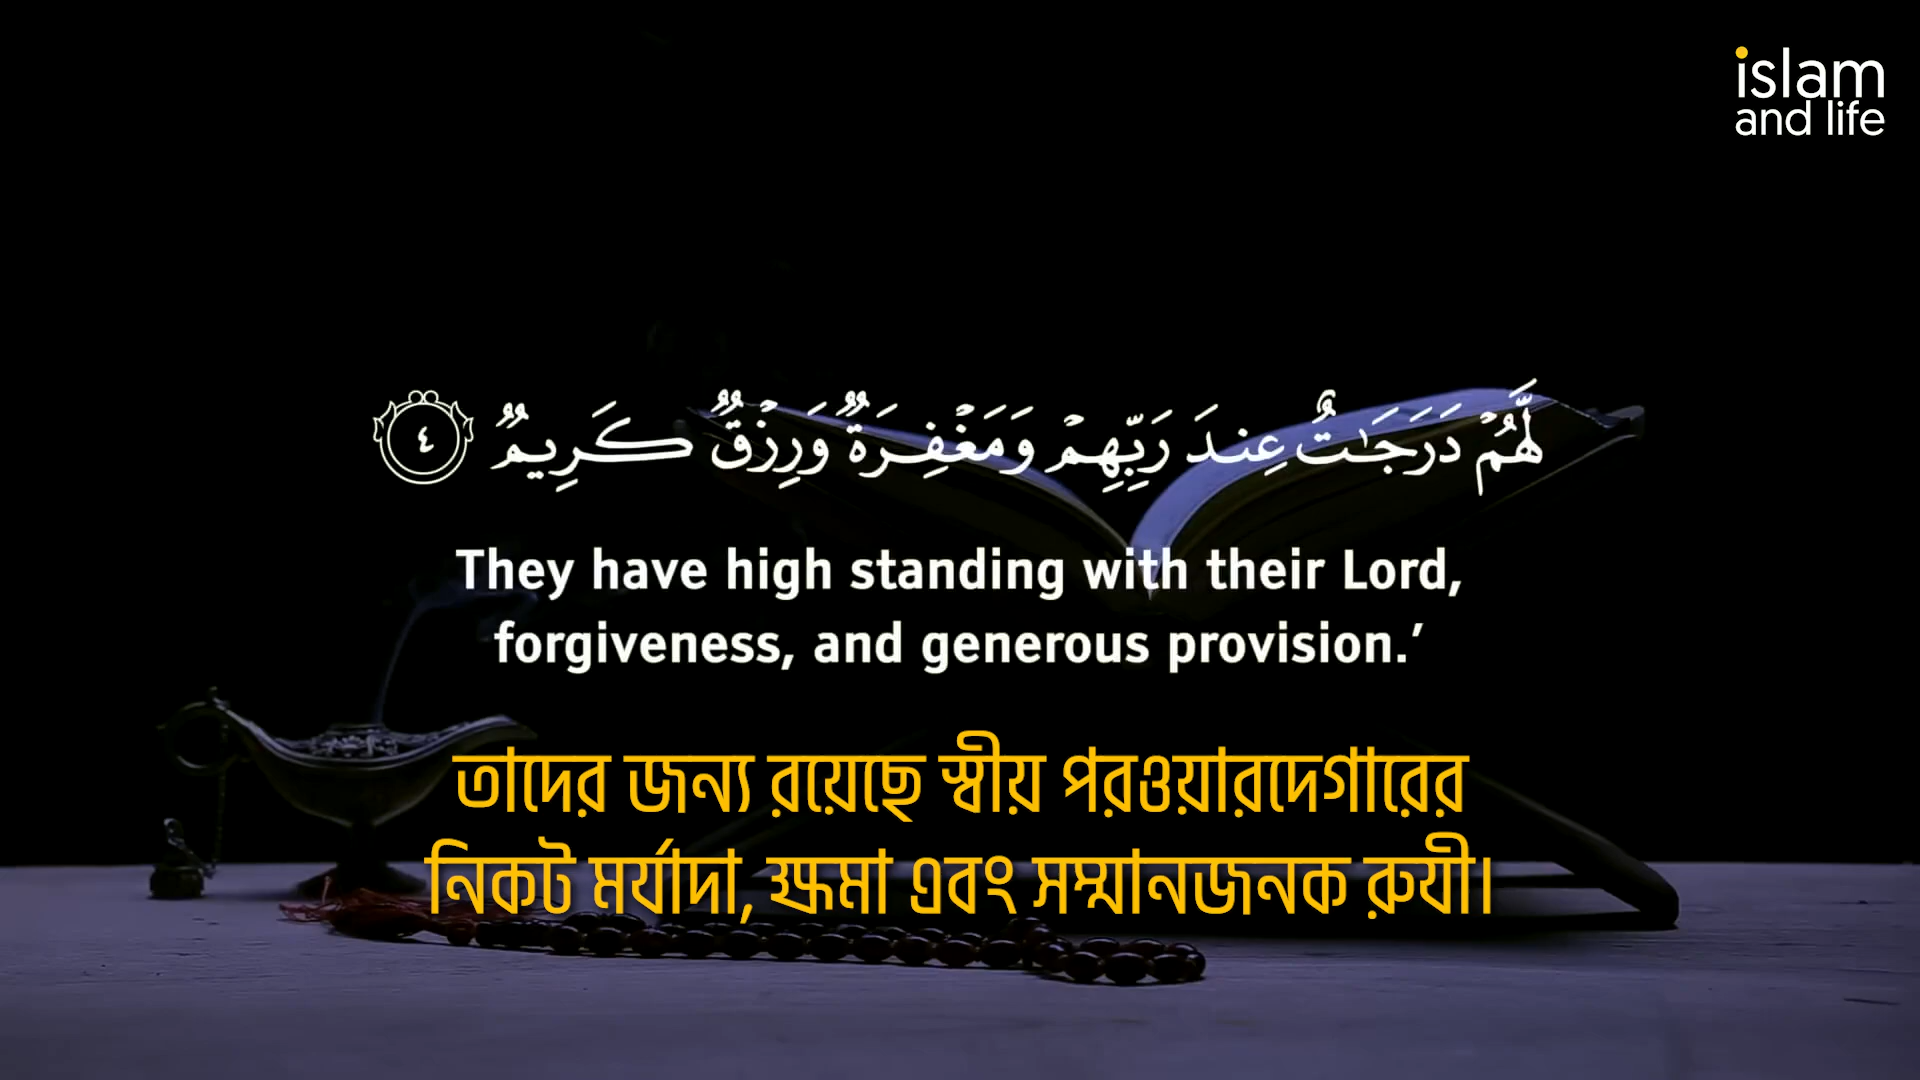 islam
and life
لَّهُمْ دَرَجَـٰتٌ عِندَ رَبِّهِمْ وَمَغْفِرَةٌ وَرِزْقٌ كَرِيمٌ ٤
They have high standing with their Lord,
forgiveness, and generous provision.’
তাদের জন্য রয়েছে স্বীয় পরওয়ারদেগারের
নিকট মর্যাদা, ক্ষমা এবং সম্মানজনক রুযী।